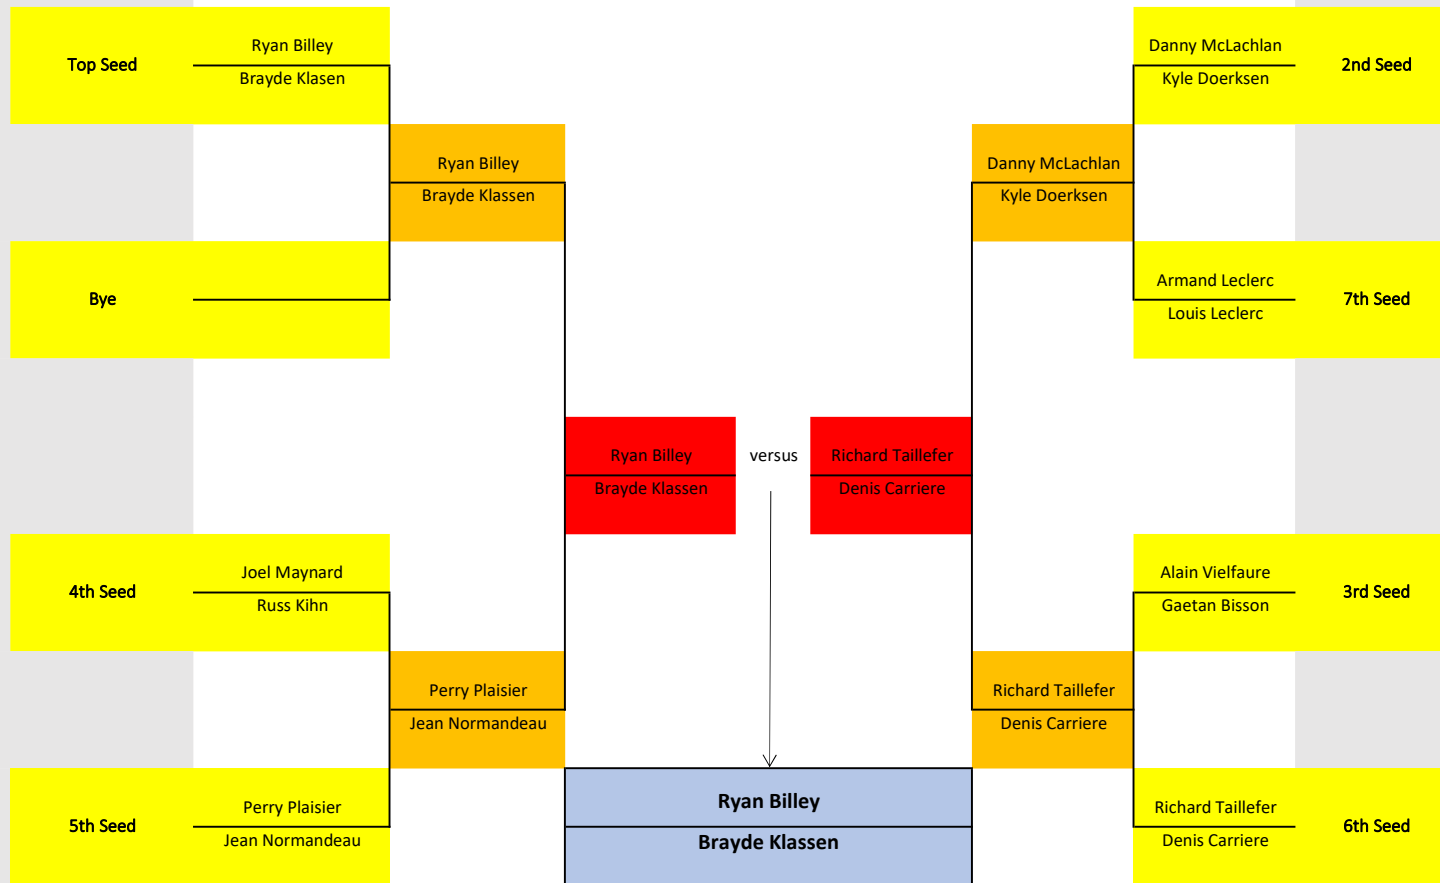 Top Seed
Ryan Billey
Brayde Klasen
Danny McLachlan
Kyle Doerksen
2nd Seed
Ryan Billey
Brayde Klassen
Danny McLachlan
Kyle Doerksen
Bye
Armand Leclerc
Louis Leclerc
7th Seed
Ryan Billey
Brayde Klassen
versus
Richard Taillefer
Denis Carriere
4th Seed
Joel Maynard
Russ Kihn
Alain Vielfaure
Gaetan Bisson
3rd Seed
Perry Plaisier
Jean Normandeau
Richard Taillefer
Denis Carriere
5th Seed
Perry Plaisier
Jean Normandeau
Ryan Billey
Brayde Klassen
Richard Taillefer
Denis Carriere
6th Seed